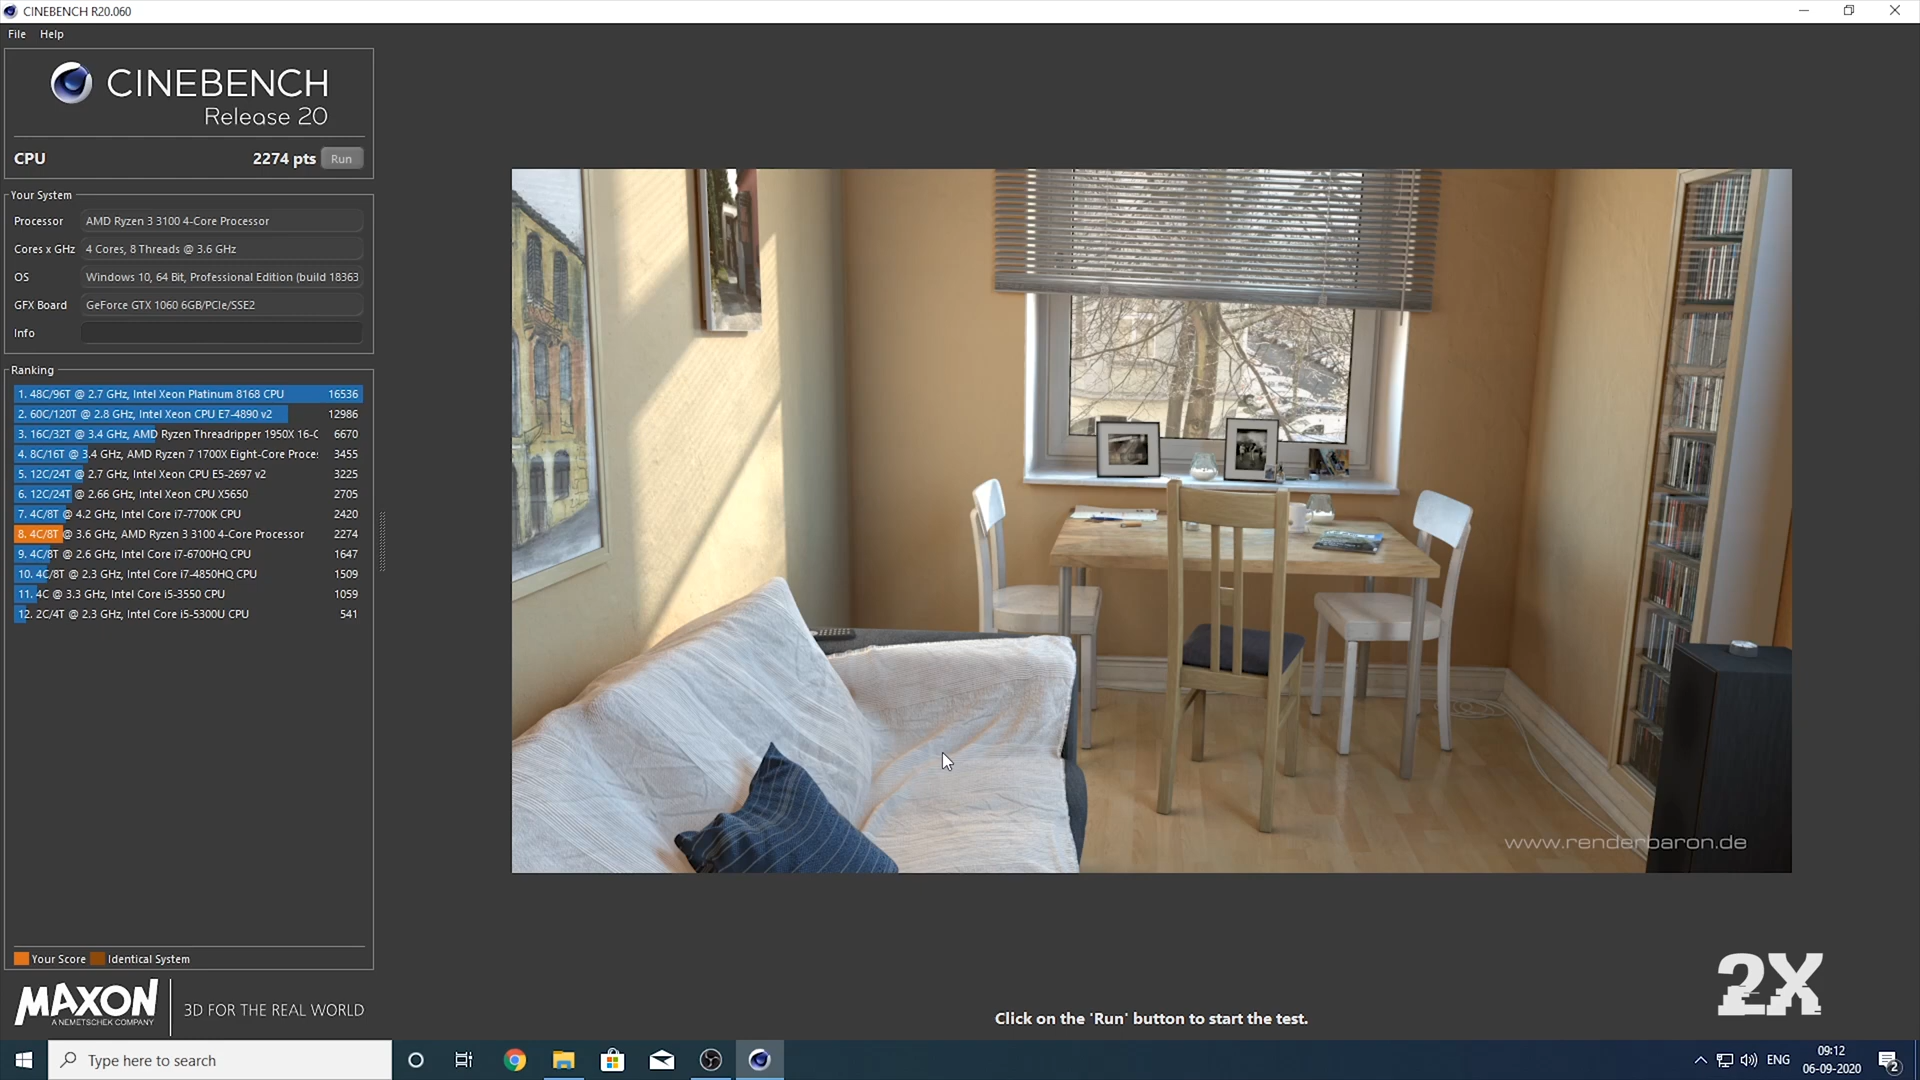 CINEBENCH R20.060
File Help
CINEBENCH
Release 20
CPU 2274 pts Run
Your System
Processor AMD Ryzen 3 3100 4-Core Processor
Cores x GHz 4 Cores, 8 Threads @ 3.6 GHz
OS Windows 10, 64 Bit, Professional Edition (build 18363
GFX Board GeForce GTX 1060 6GB/PCIe/SSE2
Info
Ranking
1. 48C/96T @ 2.7 GHz, Intel Xeon Platinum 8168 CPU 16536
2. 60C/120T @ 2.8 GHz, Intel Xeon CPU E7-4890 v2 12986
3. 16C/32T @ 3.4 GHz, AMD Ryzen Threadripper 1950X 16-C 6670
4. 8C/16T @ 3.4 GHz, AMD Ryzen 7 1700X Eight-Core Proces 3455
5. 12C/24T @ 2.7 GHz, Intel Xeon CPU E5-2697 v2 3225
6. 12C/24T @ 2.66 GHz, Intel Xeon CPU X5650 2705
7. 4C/8T @ 4.2 GHz, Intel Core i7-7700K CPU 2420
8. 4C/8T @ 3.6 GHz, AMD Ryzen 3 3100 4-Core Processor 2274
9. 4C/8T @ 2.6 GHz, Intel Core i7-6700HQ CPU 1647
10. 4C/8T @ 2.3 GHz, Intel Core i7-4850HQ CPU 1509
11. 4C @ 3.3 GHz, Intel Core i5-3550 CPU 1059
12. 2C/4T @ 2.3 GHz, Intel Core i5-5300U CPU 541
www.renderbaron.de
Your Score Identical System
2X
MAXON
A NEMETSCHEK COMPANY
3D FOR THE REAL WORLD
Click on the 'Run' button to start the test.
Type here to search
ENG
09:12
06-09-2020
2